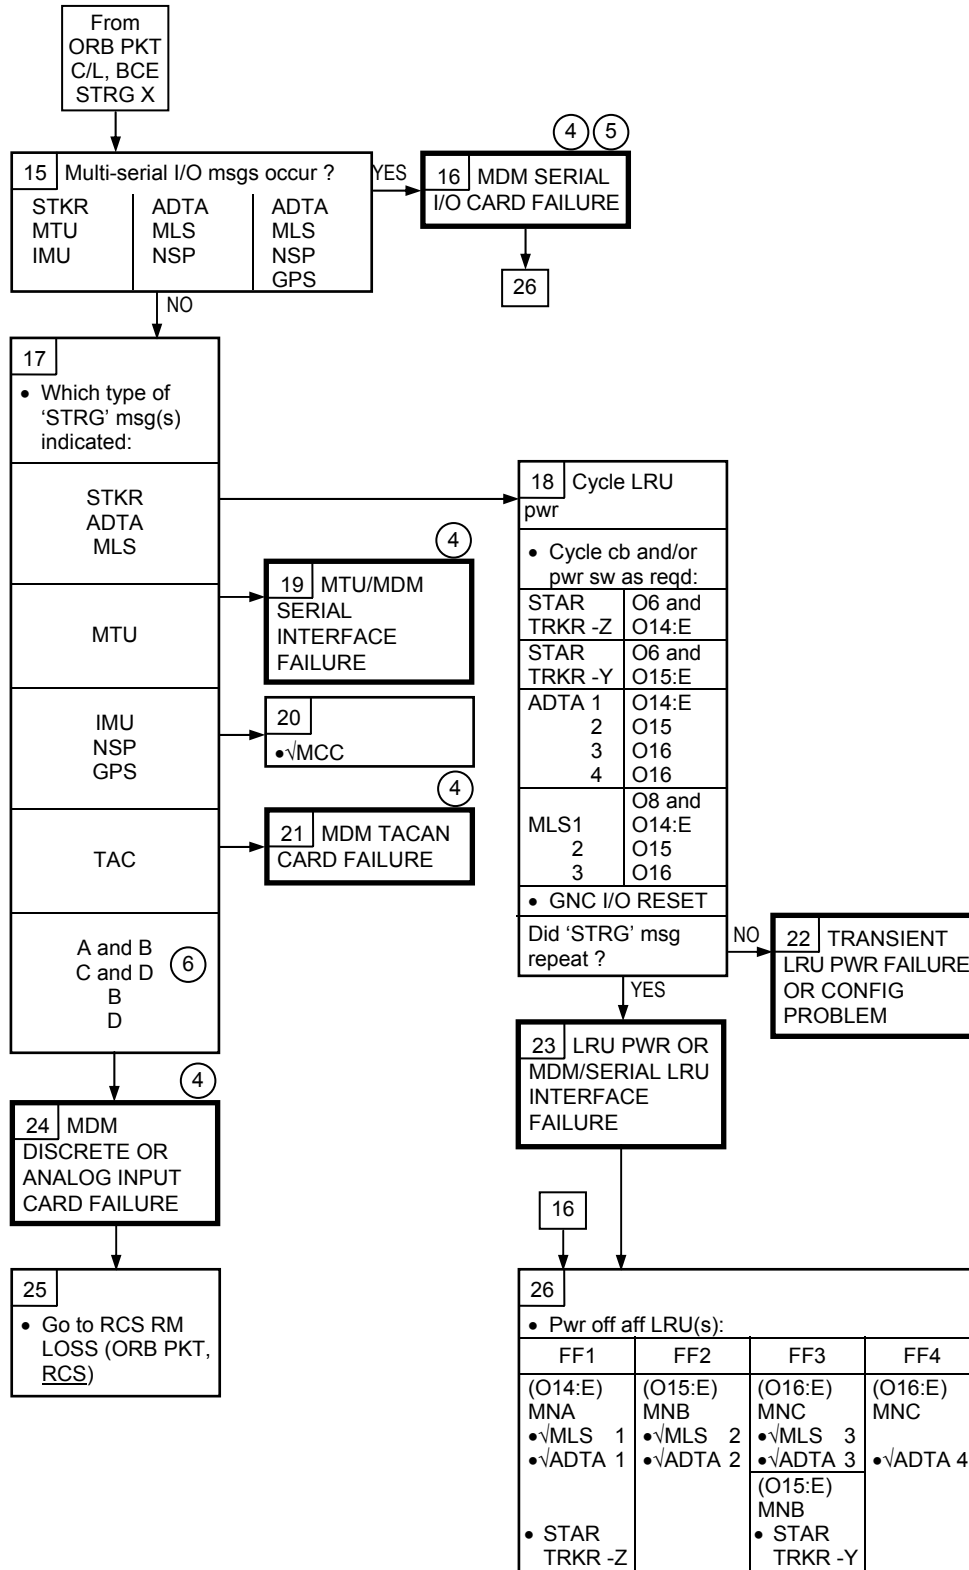 From
ORB PKT
C/L, BCE
STRG X
4 5
15 Multi-serial I/O msgs occur ?
STKR ADTA ADTA
MTU MLS MLS
IMU NSP NSP
GPS
YES
16 MDM SERIAL
I/O CARD FAILURE
26
NO
17
• Which type of
‘STRG’ msg(s)
indicated:
STKR
ADTA
MLS
MTU
IMU
NSP
GPS
TAC
A and B
C and D
B
D
6
18 Cycle LRU
pwr
• Cycle cb and/or
pwr sw as reqd:
STAR O6 and
TRKR -Z O14:E
STAR O6 and
TRKR -Y O15:E
ADTA 1 O14:E
2 O15
3 O16
4 O16
O8 and
MLS1 O14:E
2 O15
3 O16
• GNC I/O RESET
Did ‘STRG’ msg
repeat ?
NO
YES
4
19 MTU/MDM
SERIAL
INTERFACE
FAILURE
20
•√MCC
4
21 MDM TACAN
CARD FAILURE
22 TRANSIENT
LRU PWR FAILURE
OR CONFIG
PROBLEM
23 LRU PWR OR
MDM/SERIAL LRU
INTERFACE
FAILURE
4
24 MDM
DISCRETE OR
ANALOG INPUT
CARD FAILURE
25
• Go to RCS RM
LOSS (ORB PKT,
RCS)
16
26
• Pwr off aff LRU(s):
FF1 FF2 FF3 FF4
(O14:E) (O15:E) (O16:E) (O16:E)
MNA MNB MNC MNC
•√MLS 1 •√MLS 2 •√MLS 3
•√ADTA 1 •√ADTA 2 •√ADTA 3 •√ADTA 4
(O15:E)
MNB
• STAR • STAR
TRKR -Z TRKR -Y